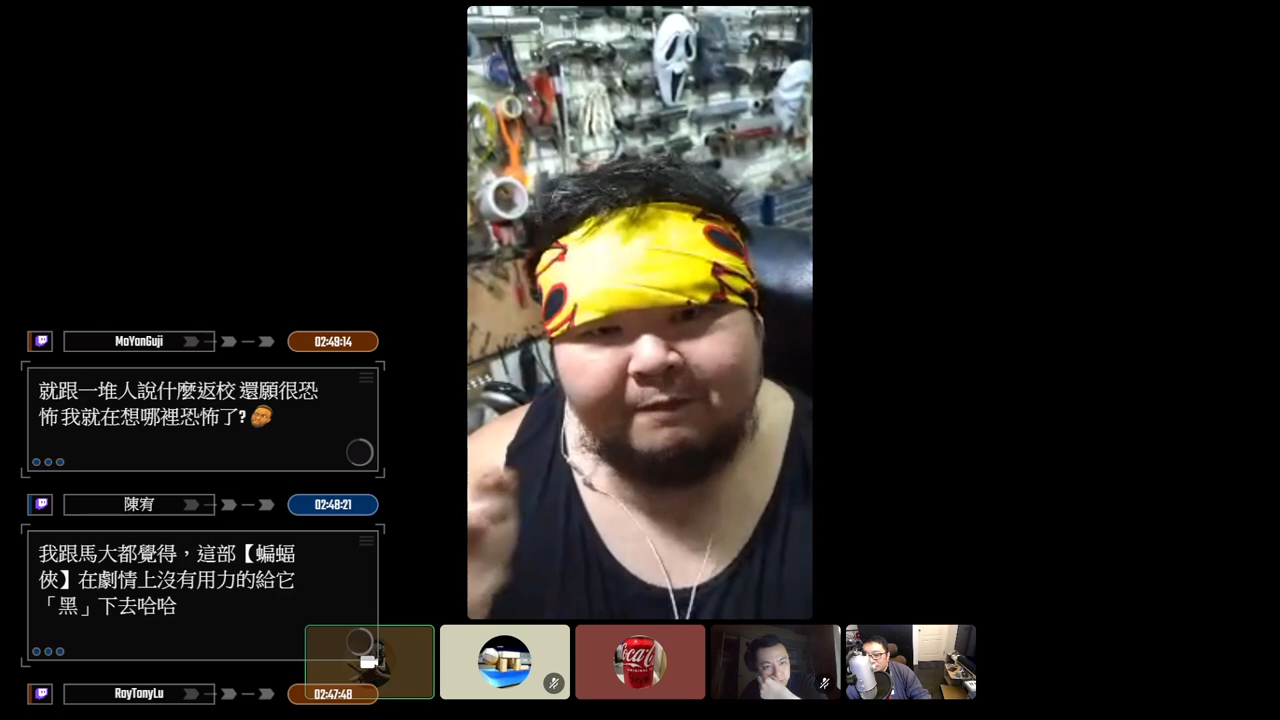 MoYanGuji
02:49:14
就跟一堆人說什麼返校 還願很恐
怖 我就在想哪裡恐怖了?
陳宥
02:48:21
我跟馬大都覺得，這部【蝙蝠
俠】在劇情上沒有用力的給它
「黑」下去哈哈
RoyTonyLu
02:47:48
Coca-C